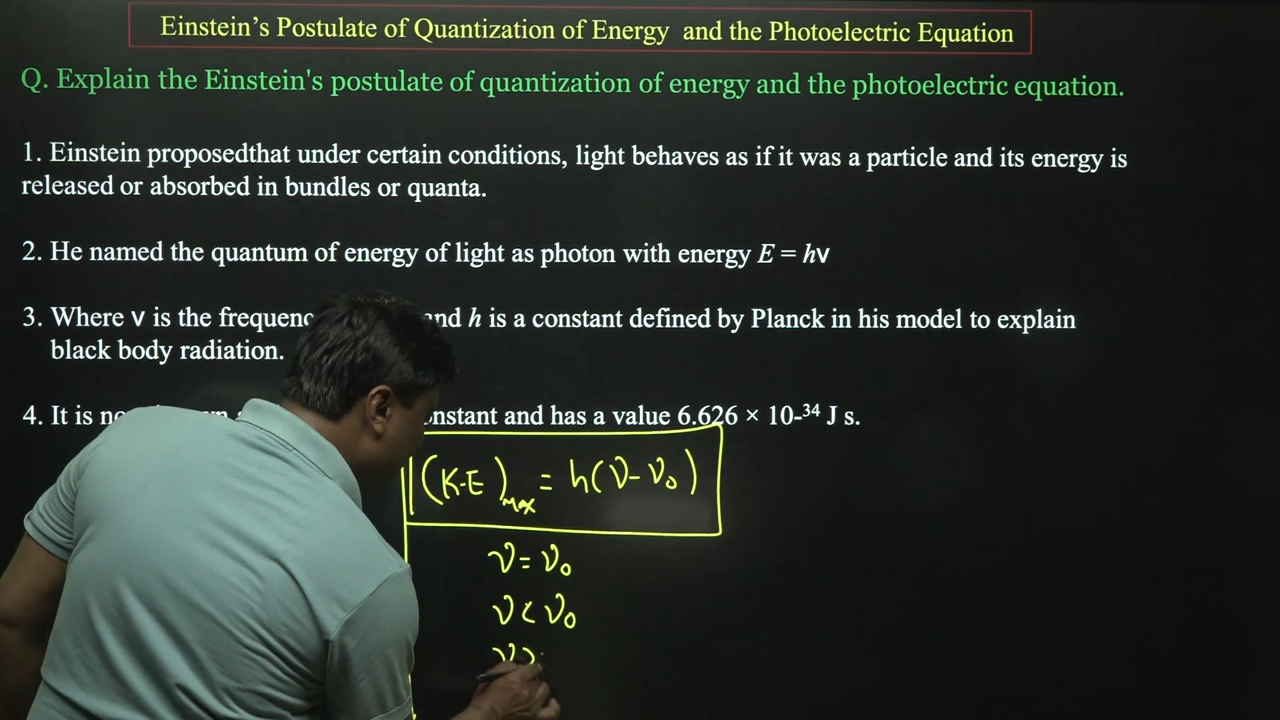 Einstein's Postulate of Quantization of Energy and the Photoelectric Equation
Q. Explain the Einstein's postulate of quantization of energy and the photoelectric equation.
1. Einstein proposedthat under certain conditions, light behaves as if it was a particle and its energy is
released or absorbed in bundles or quanta.
2. He named the quantum of energy of light as photon with energy E = hν
3. Where ν is the and h is a constant defined by Planck in his model to explain
black body radiation.
4. It is and has a value 6.626 × 10-³⁴ J s.
(K.E)max = h(ν - ν₀)
ν = ν₀
ν < ν₀
ν >